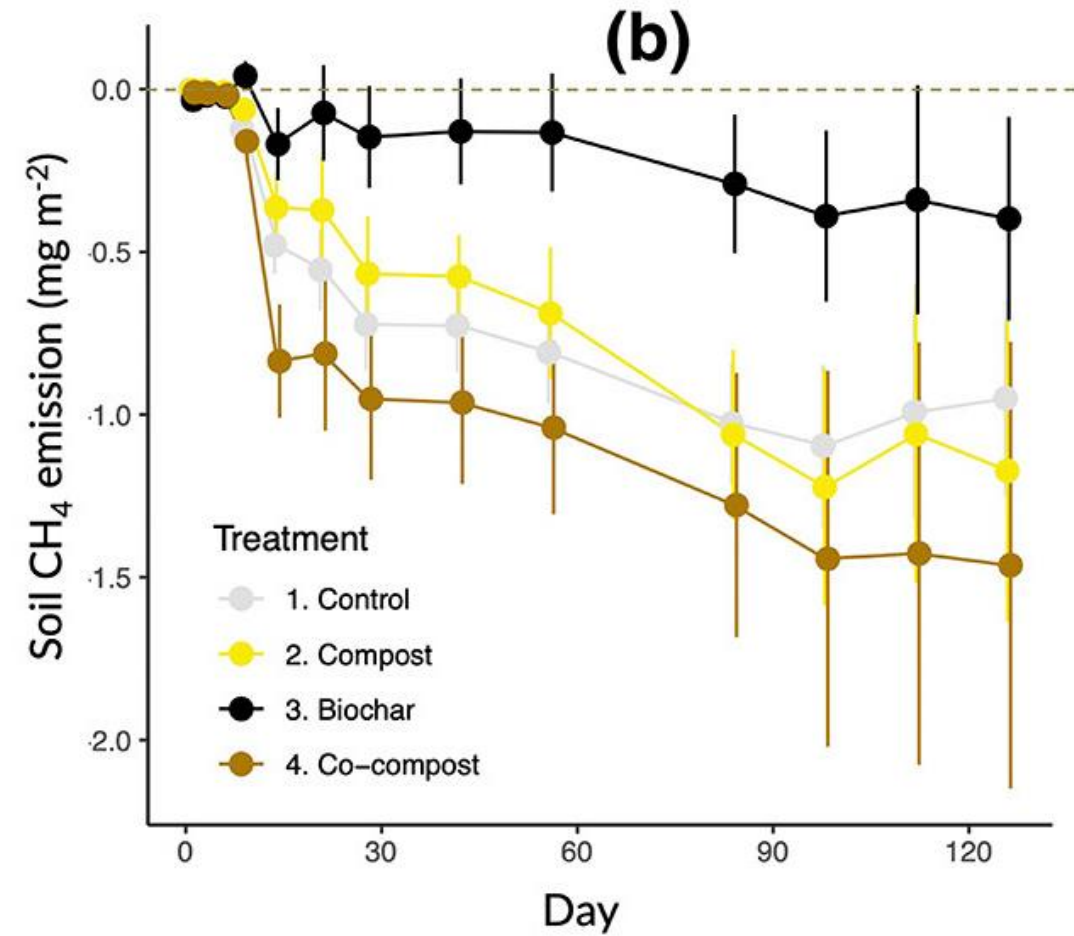 (b)
Soil CH4 emission (mg m-2)
0.0
·0.5
·1.0
·1.5
·2.0
Treatment
1. Control
2. Compost
3. Biochar
4. Co−compost
0 30 60 90 120
Day